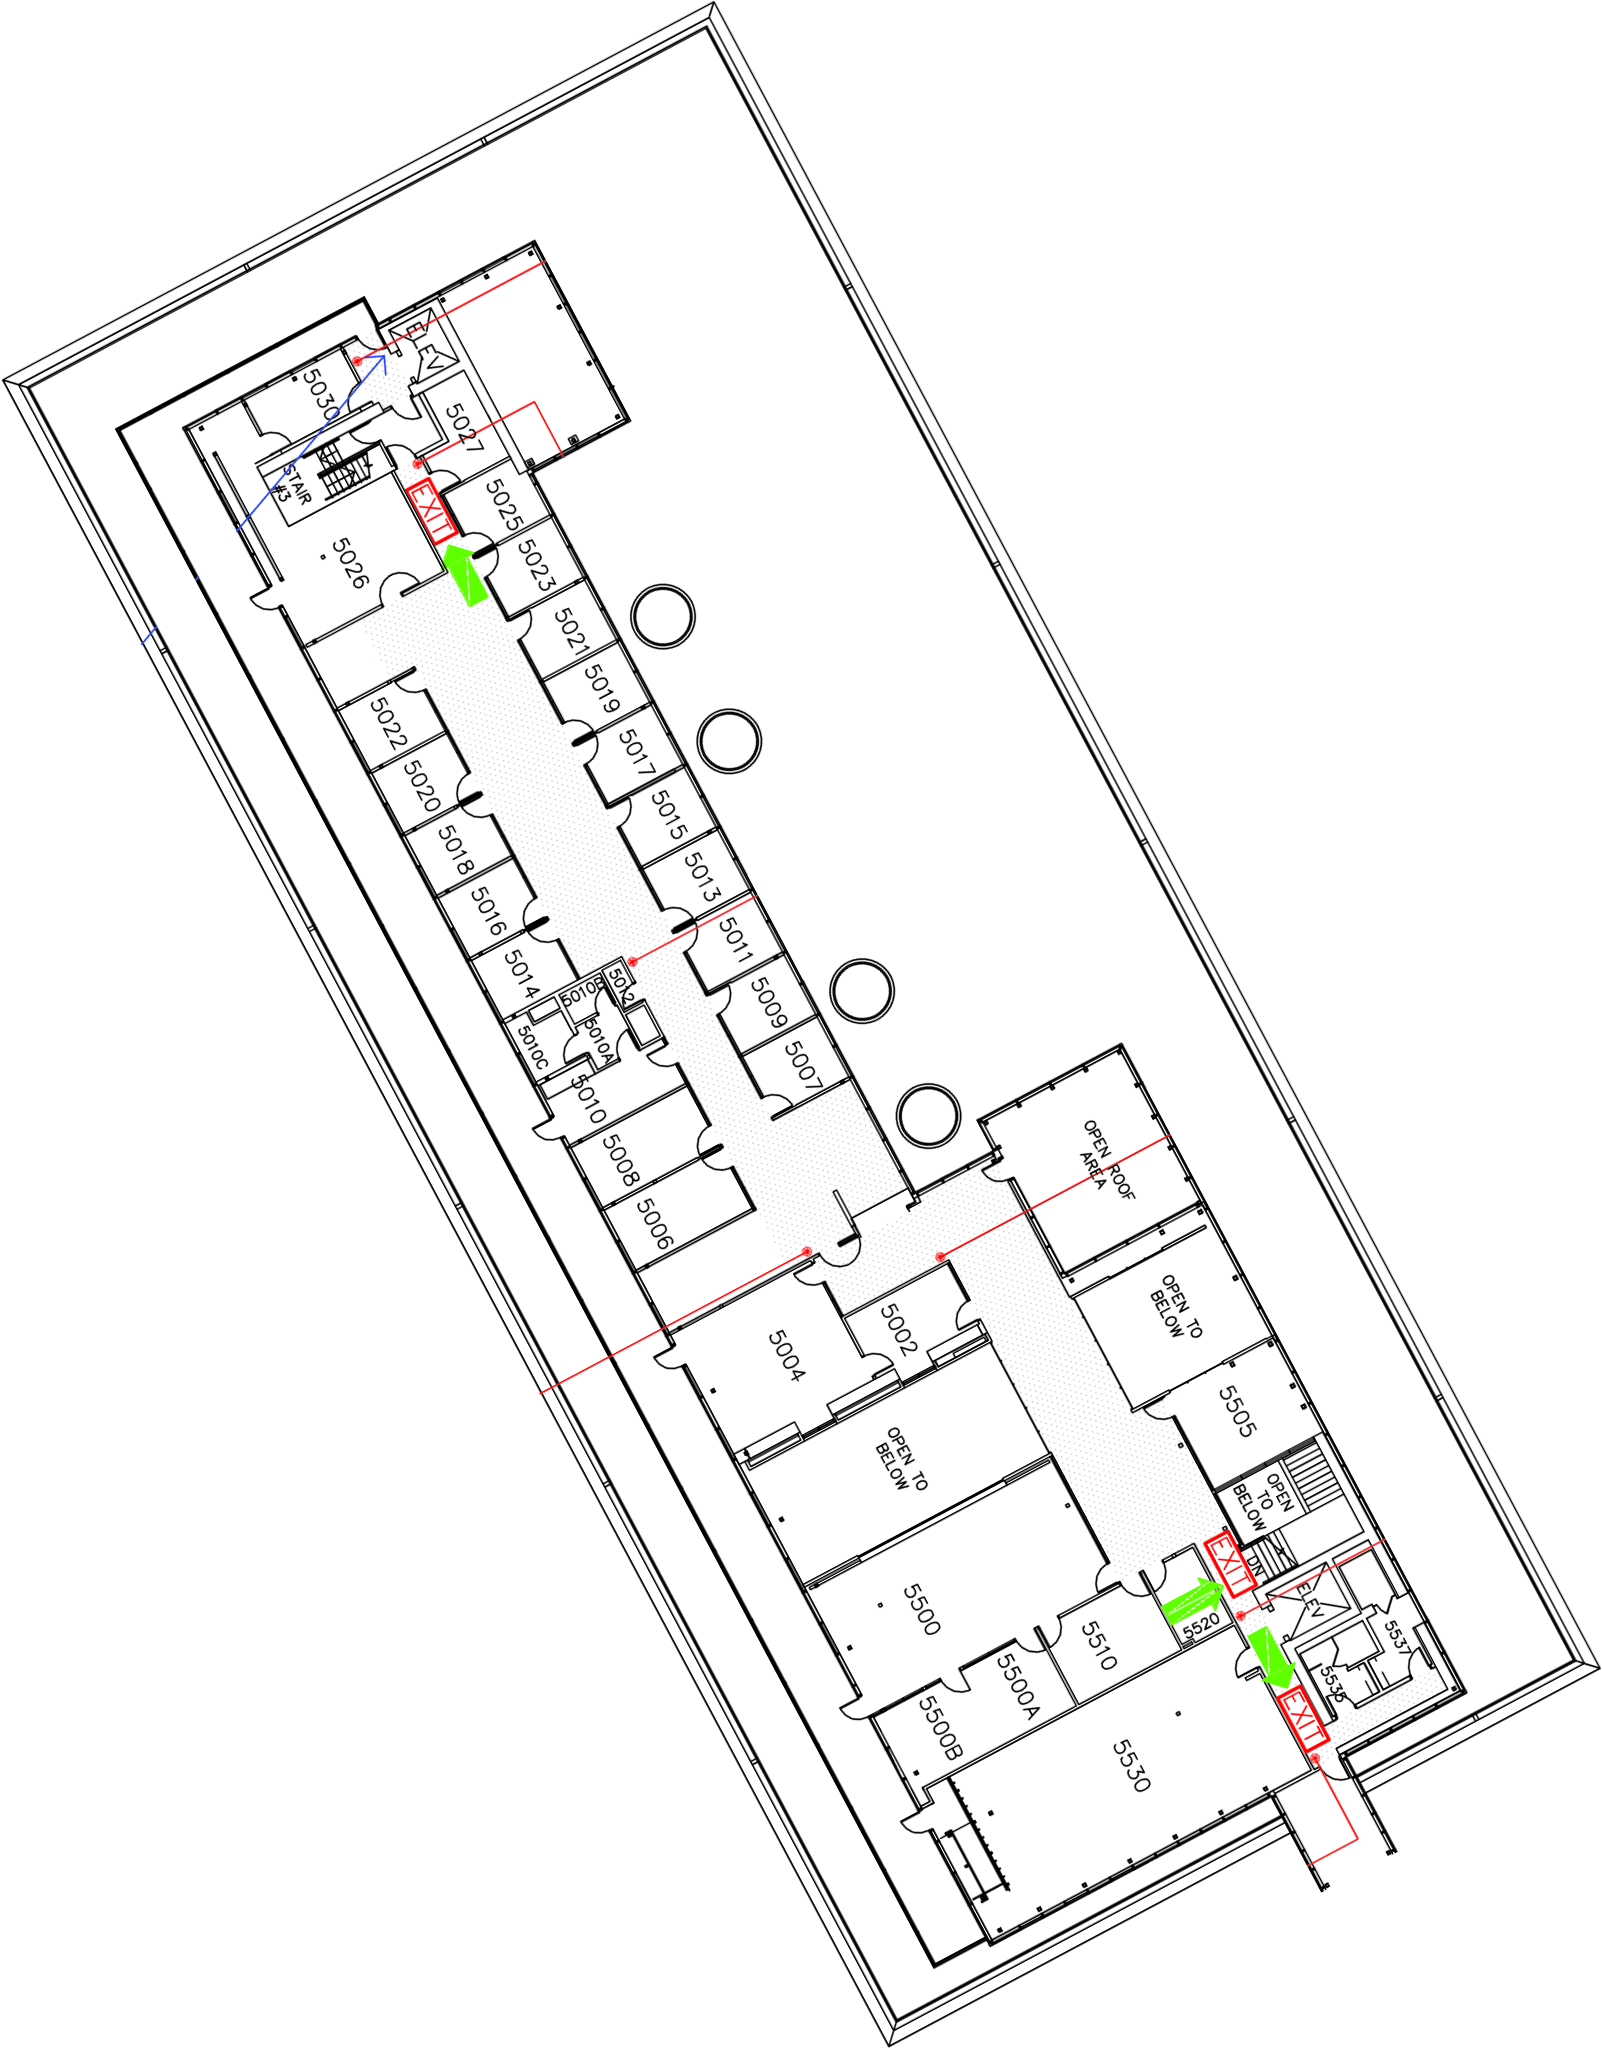 ELEV
5030
5027
STAIR
#3
EXIT
5025
5026
5023
5021
5019
5022
5017
5020
5015
5018
5013
5016
5011
5014
5010B
5012
5009
5010C
5010A
5007
5010
5008
5006
OPEN ROOF
AREA
5002
5004
OPEN TO
BELOW
5505
OPEN TO
BELOW
OPEN
TO
BELOW
EXIT
DN
ELEV
5500
5520
5510
5537
5535
5500A
5500B
EXIT
5530